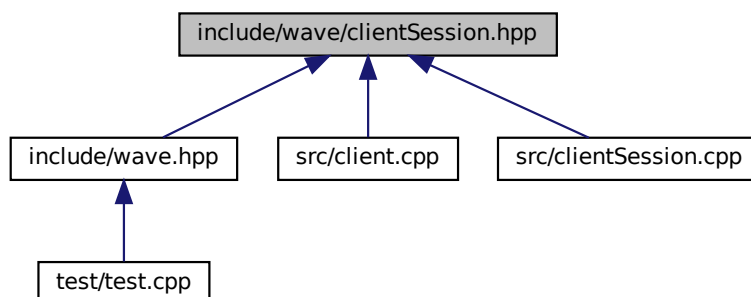 include/wave/clientSession.hpp
include/wave.hpp
src/client.cpp
src/clientSession.cpp
test/test.cpp